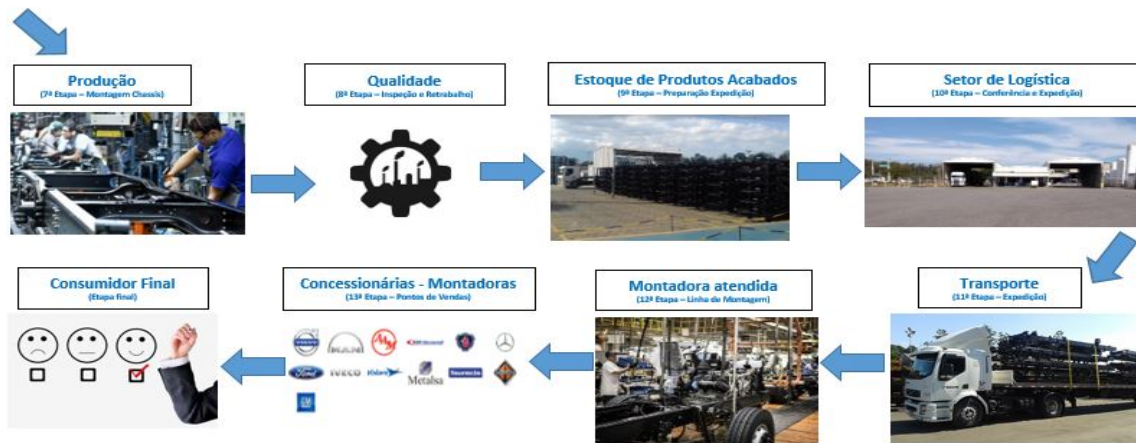 Produção
(7ª Etapa – Montagem Chassis)
Qualidade
(8ª Etapa – Inspeção e Retrabalho)
Estoque de Produtos Acabados
(9ª Etapa – Preparação Expedição)
Setor de Logística
(10ª Etapa – Conferência e Expedição)
Consumidor Final
(Etapa final)
Concessionárias - Montadoras
(13ª Etapa – Pontos de Vendas)
Montadora atendida
(12ª Etapa – Linha de Montagem)
Transporte
(11ª Etapa – Expedição)
VOLVO
MAN
Ford
IVECO
Metalsa
GM